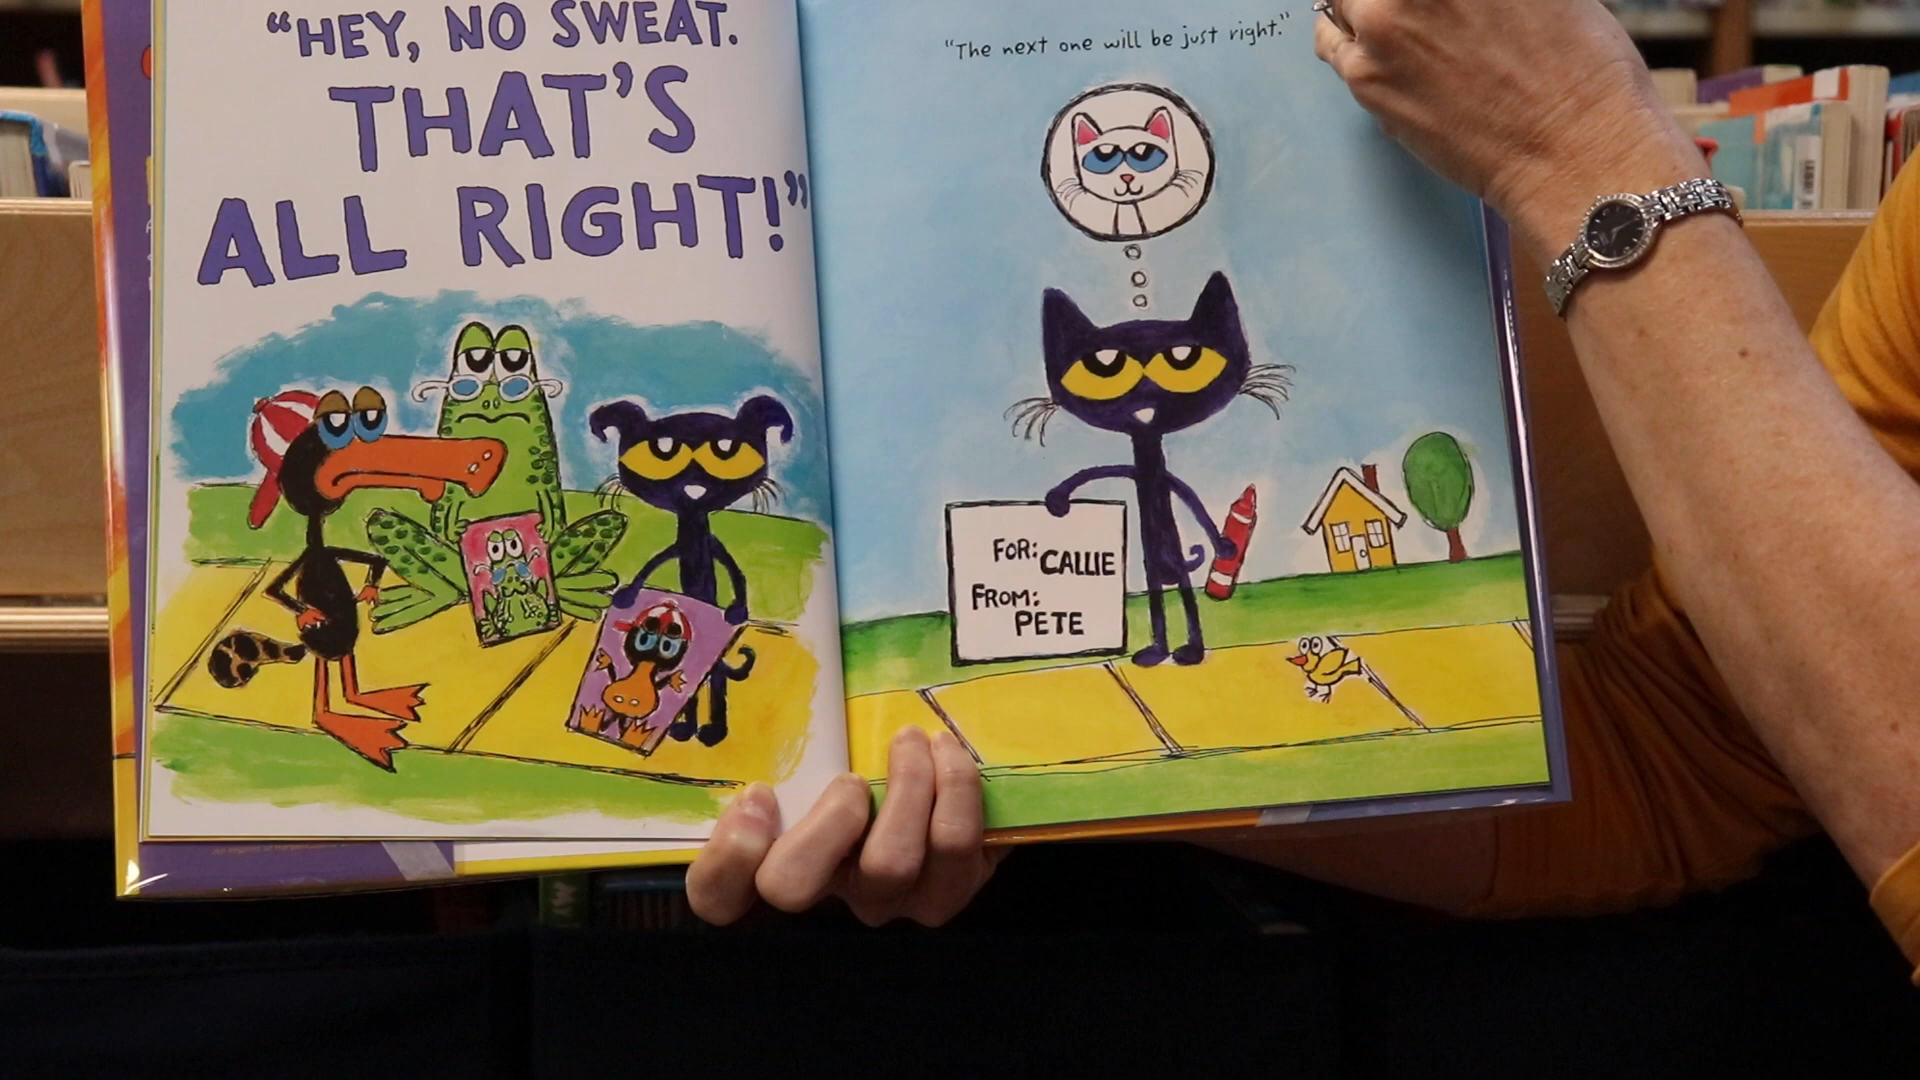 "HEY, NO SWEAT.
THAT'S
ALL RIGHT!"
"The next one will be just right."
FOR: CALLIE
FROM:
PETE